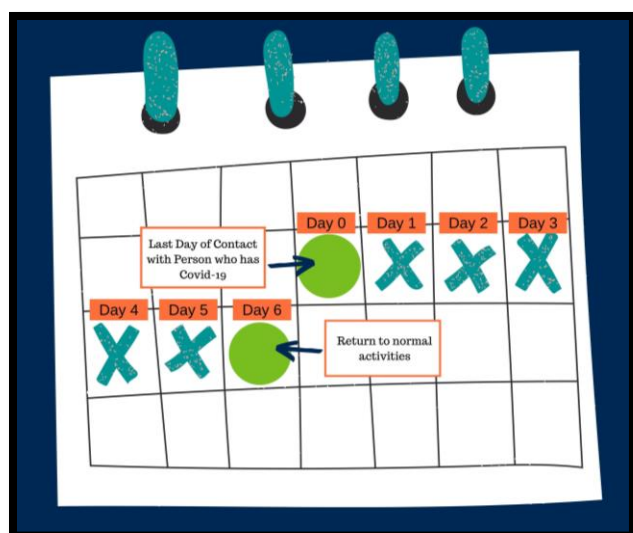 Day 0
Day 1
Day 2
Day 3
Last Day of Contact
with Person who has
Covid-19
Day 4
Day 5
Day 6
Return to normal
activities